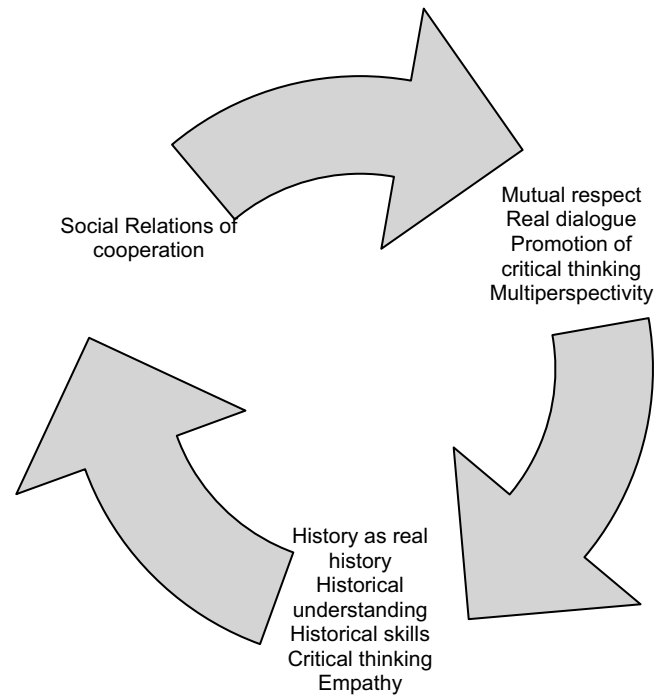 Social Relations of
cooperation
Mutual respect
Real dialogue
Promotion of
critical thinking
Multiperspectivity
History as real
history
Historical
understanding
Historical skills
Critical thinking
Empathy